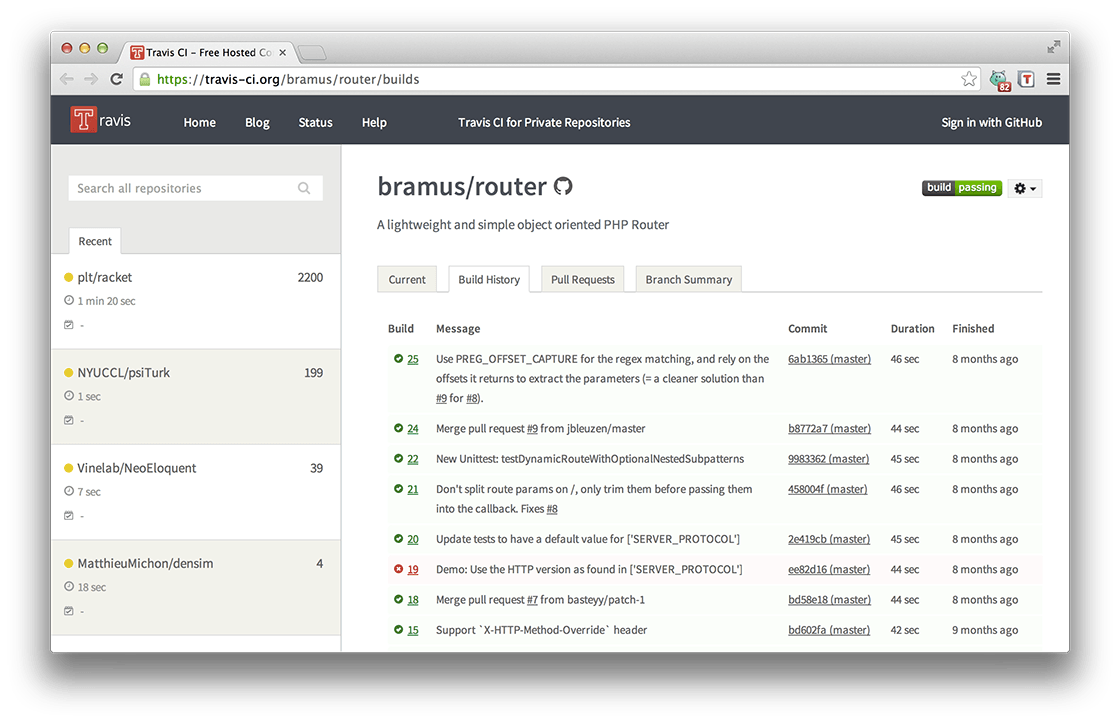 Travis CI - Free Hosted Co
https://travis-ci.org/bramus/router/builds
82
T
Travis
Home Blog Status Help Travis CI for Private Repositories Sign in with GitHub
Search all repositories
Recent
plt/racket 2200
1 min 20 sec
-
NYUCCL/psiTurk 199
1 sec
-
Vinelab/NeoEloquent 39
7 sec
-
MatthieuMichon/densim 4
18 sec
-
bramus/router
build passing
A lightweight and simple object oriented PHP Router
Current Build History Pull Requests Branch Summary
Build Message Commit Duration Finished
25 Use PREG_OFFSET_CAPTURE for the regex matching, and rely on the 6ab1365 (master) 46 sec 8 months ago
offsets it returns to extract the parameters (= a cleaner solution than
#9 for #8).
24 Merge pull request #9 from jbleuzen/master b8772a7 (master) 44 sec 8 months ago
22 New Unittest: testDynamicRouteWithOptionalNestedSubpatterns 9983362 (master) 45 sec 8 months ago
21 Don't split route params on /, only trim them before passing them 458004f (master) 46 sec 8 months ago
into the callback. Fixes #8
20 Update tests to have a default value for ['SERVER_PROTOCOL'] 2e419cb (master) 45 sec 8 months ago
19 Demo: Use the HTTP version as found in ['SERVER_PROTOCOL'] ee82d16 (master) 44 sec 8 months ago
18 Merge pull request #7 from basteyy/patch-1 bd58e18 (master) 44 sec 8 months ago
15 Support `X-HTTP-Method-Override` header bd602fa (master) 42 sec 9 months ago